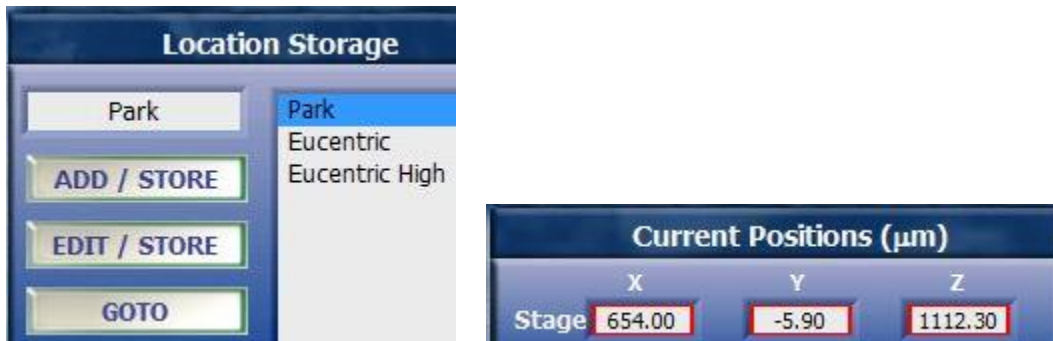 Location Storage
Park
Park
Eucentric
Eucentric High
ADD / STORE
EDIT / STORE
GOTO
Current Positions (µm)
X Y Z
Stage 654.00 -5.90 1112.30